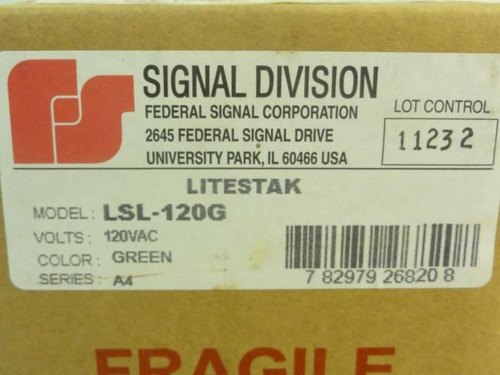 SIGNAL DIVISION
FEDERAL SIGNAL CORPORATION
2645 FEDERAL SIGNAL DRIVE
UNIVERSITY PARK, IL 60466 USA
LOT CONTROL
11232
LITESTAK
MODEL: LSL-120G
VOLTS: 120VAC
COLOR: GREEN
SERIES: A4
7 82979 26820 8
FRAGILE